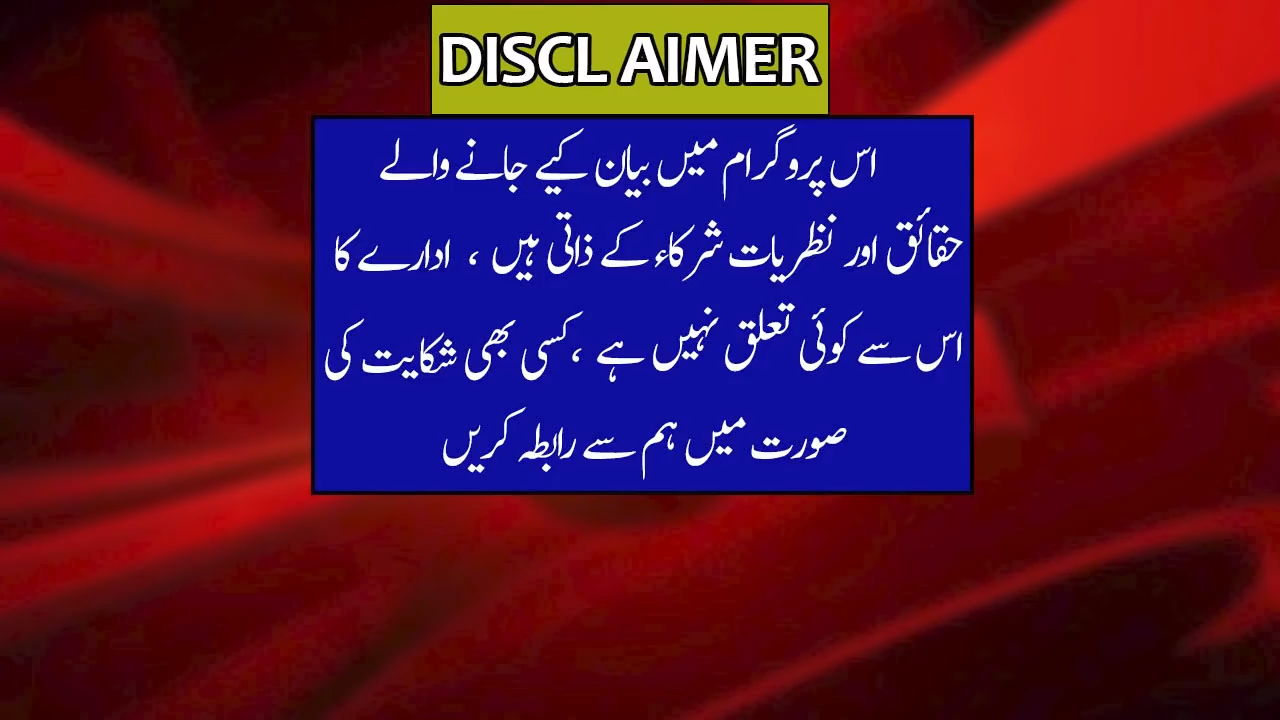 DISCL AIMER
اس پروگرام میں بیان کیے جانے والے
حقائق اور نظریات شرکاء کے ذاتی ہیں ، ادارے کا
اس سے کوئی تعلق نہیں ہے ،کسی بھی شکایت کی
صورت میں ہم سے رابطہ کریں